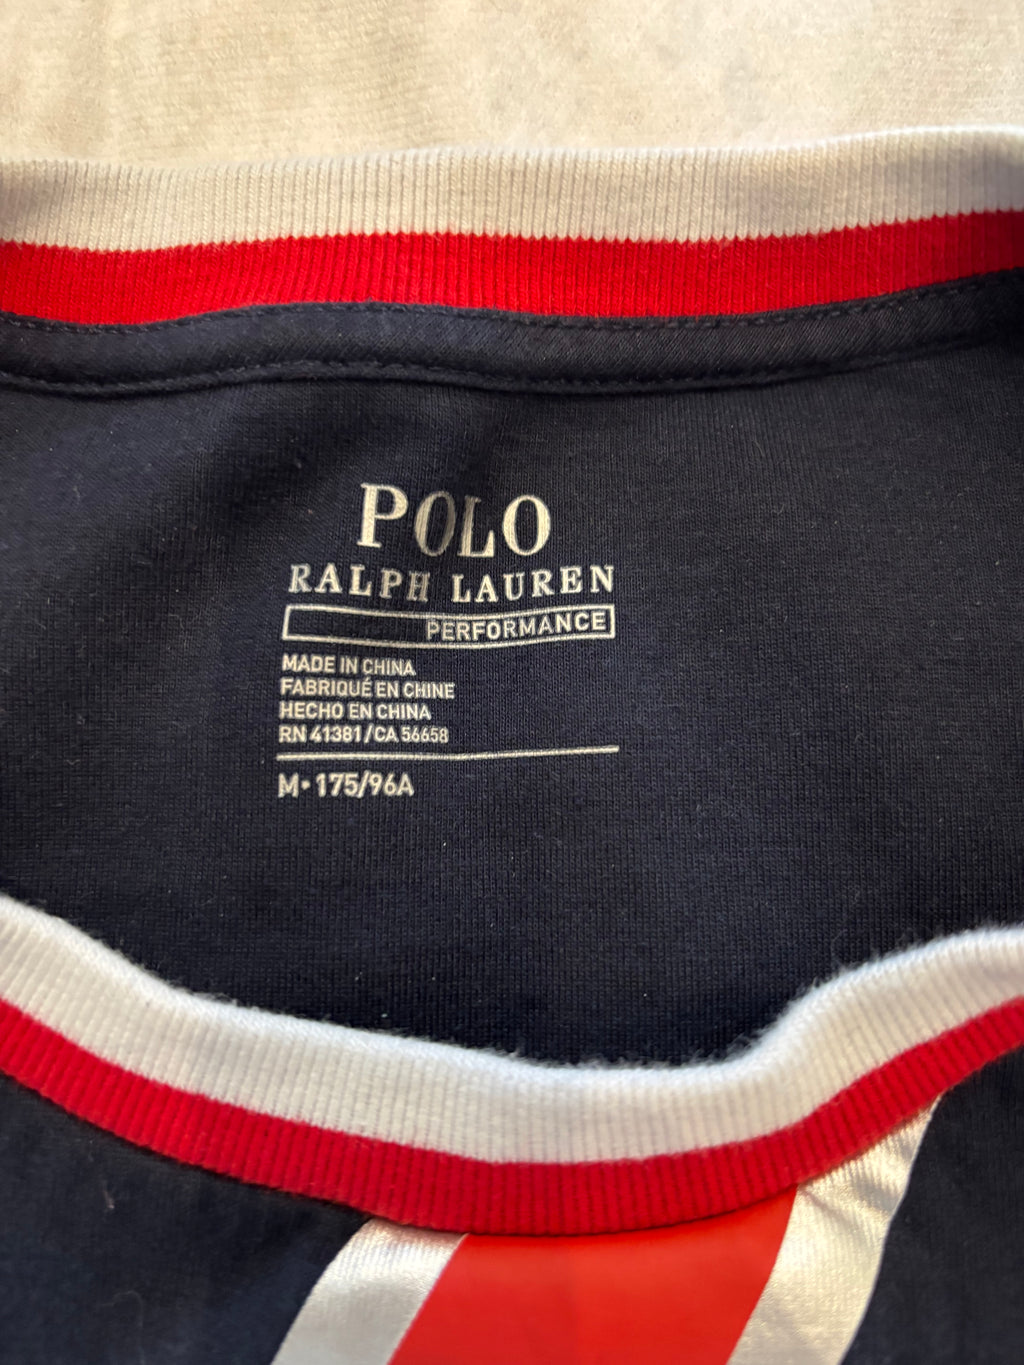 POLO
RALPH LAUREN
PERFORMANCE
MADE IN CHINA
FABRIQUÉ EN CHINE
HECHO EN CHINA
RN 41381/CA 56658
M•175/96A